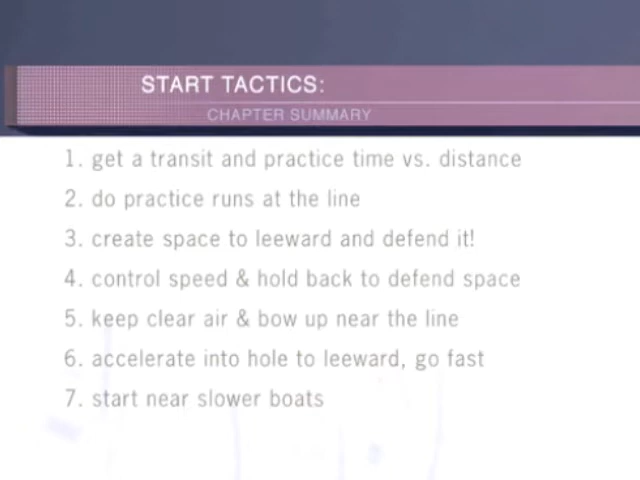 START TACTICS:
CHAPTER SUMMARY
1. get a transit and practice time vs. distance
2. do practice runs at the line
3. create space to leeward and defend it!
4. control speed & hold back to defend space
5. keep clear air & bow up near the line
6. accelerate into hole to leeward, go fast
7. start near slower boats